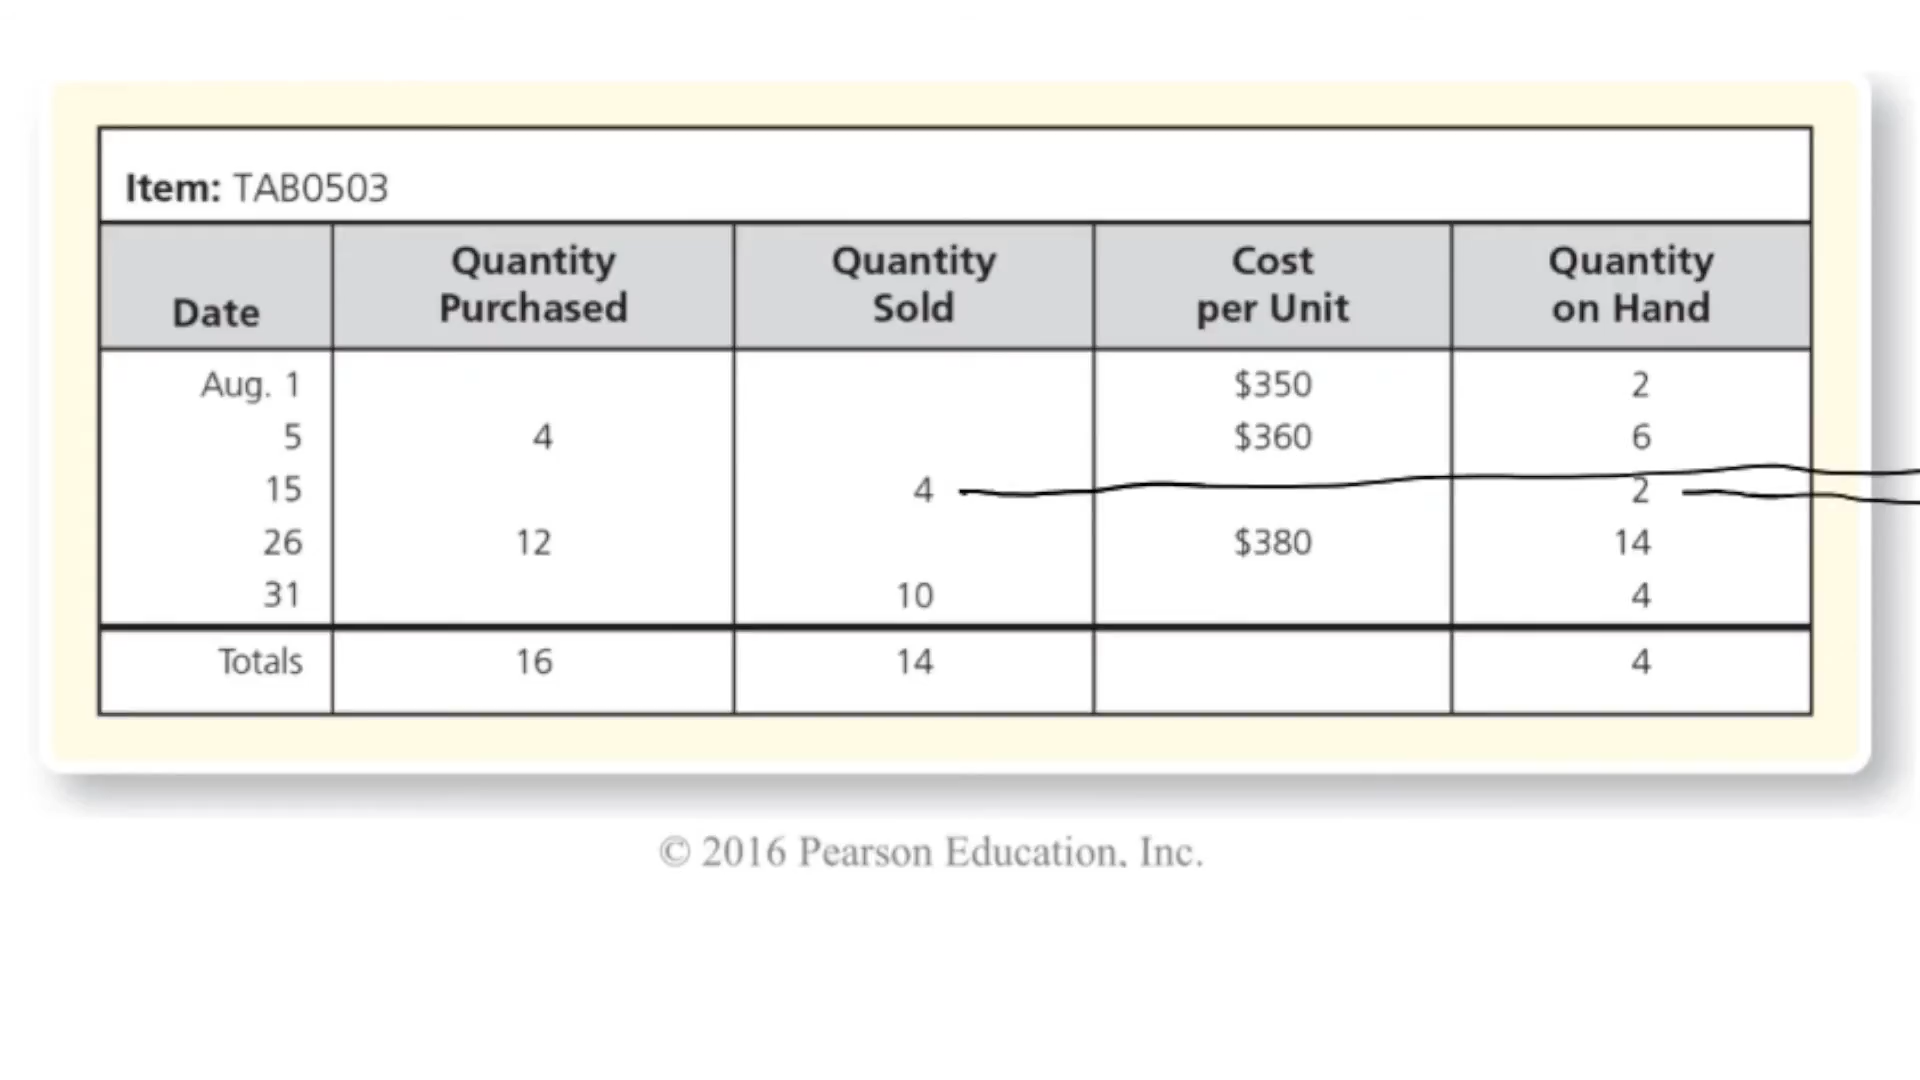 Item: TAB0503
Date Quantity Purchased Quantity Sold Cost per Unit Quantity on Hand
Aug. 1 $350 2
5 4 $360 6
15 4 2
26 12 $380 14
31 10 4
Totals 16 14 4
© 2016 Pearson Education, Inc.